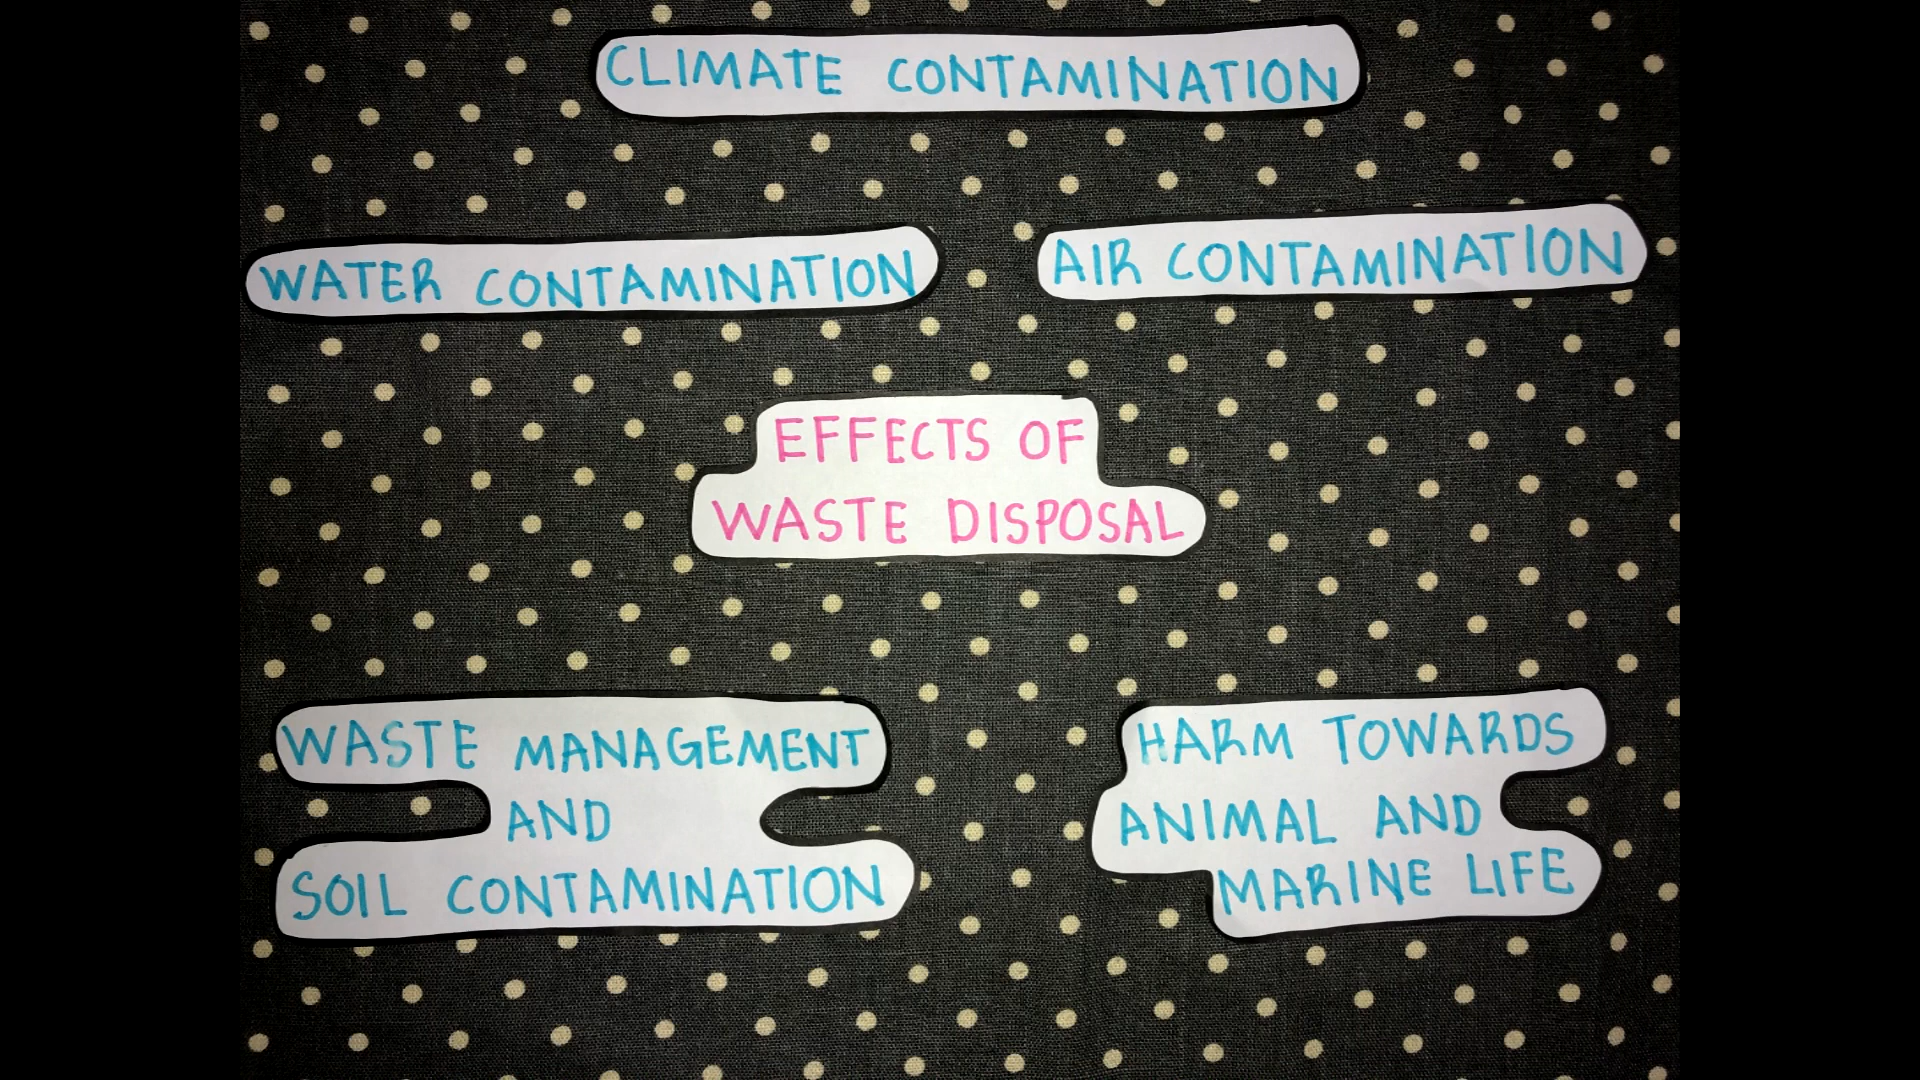 CLIMATE CONTAMINATION
WATER CONTAMINATION
AIR CONTAMINATION
EFFECTS OF
WASTE DISPOSAL
WASTE MANAGEMENT
AND
SOIL CONTAMINATION
HARM TOWARDS
ANIMAL AND
MARINE LIFE